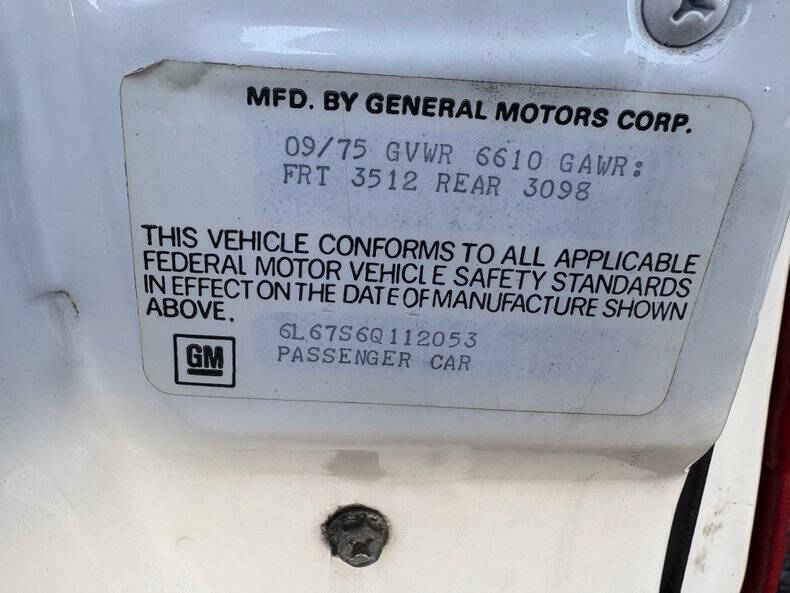 MFD. BY GENERAL MOTORS CORP.
09/75 GVWR 6610 GAWR:
FRT 3512 REAR 3098
THIS VEHICLE CONFORMS TO ALL APPLICABLE
FEDERAL MOTOR VEHICLE SAFETY STANDARDS
IN EFFECT ON THE DATE OF MANUFACTURE SHOWN
ABOVE.
6L67S6Q112053
PASSENGER CAR
GM